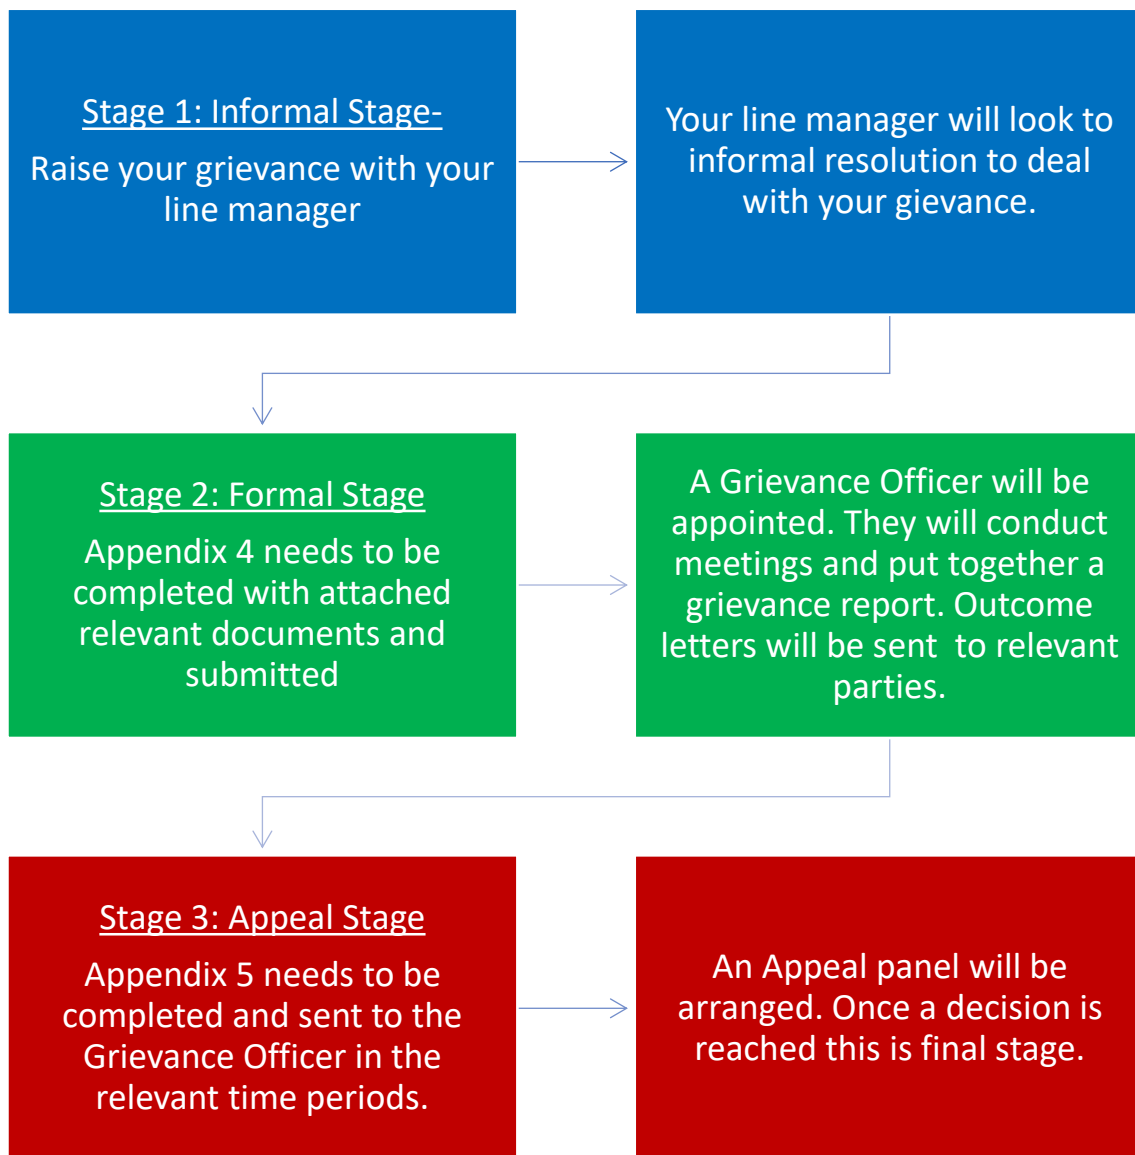 Stage 1: Informal Stage-
Raise your grievance with your
line manager
Your line manager will look to
informal resolution to deal
with your gievance.
Stage 2: Formal Stage
Appendix 4 needs to be
completed with attached
relevant documents and
submitted
A Grievance Officer will be
appointed. They will conduct
meetings and put together a
grievance report. Outcome
letters will be sent  to relevant
parties.
Stage 3: Appeal Stage
Appendix 5 needs to be
completed and sent to the
Grievance Officer in the
relevant time periods.
An Appeal panel will be
arranged. Once a decision is
reached this is final stage.